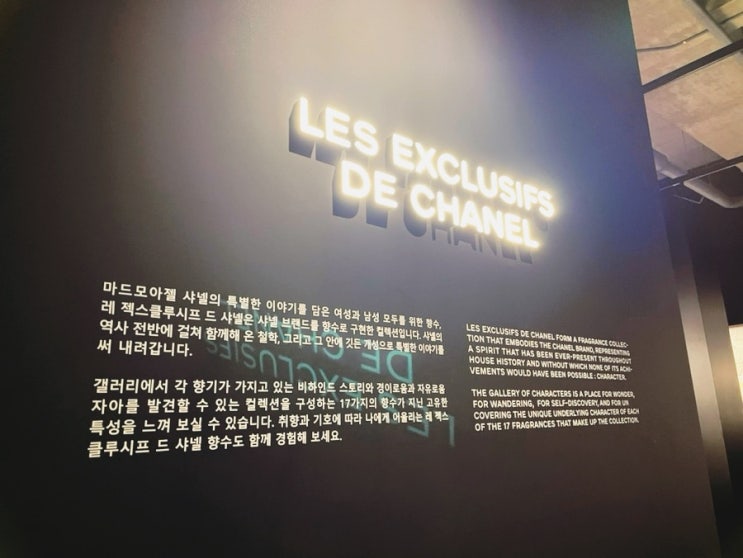 LES EXCLUSIFS
DE CHANEL
마드모아젤 샤넬의 특별한 이야기를 담은 여성과 남성 모두를 위한 향수,
레 젝스클루시프 드 샤넬은 샤넬 브랜드를 향수로 구현한 컬렉션입니다. 샤넬의
역사 전반에 걸쳐 함께해 온 철학, 그리고 그 안에 깃든 개성으로 특별한 이야기를
써 내려갑니다.
갤러리에서 각 향기가 가지고 있는 비하인드 스토리와 경이로움과 자유로움
자아를 발견할 수 있는 컬렉션을 구성하는 17가지의 향수가 지닌 고유한
특성을 느껴 보실 수 있습니다. 취향과 기호에 따라 나에게 어울리는 레 젝스
클루시프 드 샤넬 향수도 함께 경험해 보세요.
LES EXCLUSIFS DE CHANEL FORM A FRAGRANCE COLLEC-
TION THAT EMBODIES THE CHANEL BRAND, REPRESENTING
A SPIRIT THAT HAS BEEN EVER-PRESENT THROUGHOUT
HOUSE HISTORY AND WITHOUT WHICH NONE OF ITS ACHI-
VEMENTS WOULD HAVE BEEN POSSIBLE : CHARACTER.
THE GALLERY OF CHARACTERS IS A PLACE FOR WONDER,
FOR WANDERING, FOR SELF-DISCOVERY, AND FOR UN
COVERING THE UNIQUE UNDERLYING CHARACTER OF EACH
OF THE 17 FRAGRANCES THAT MAKE UP THE COLLECTION.